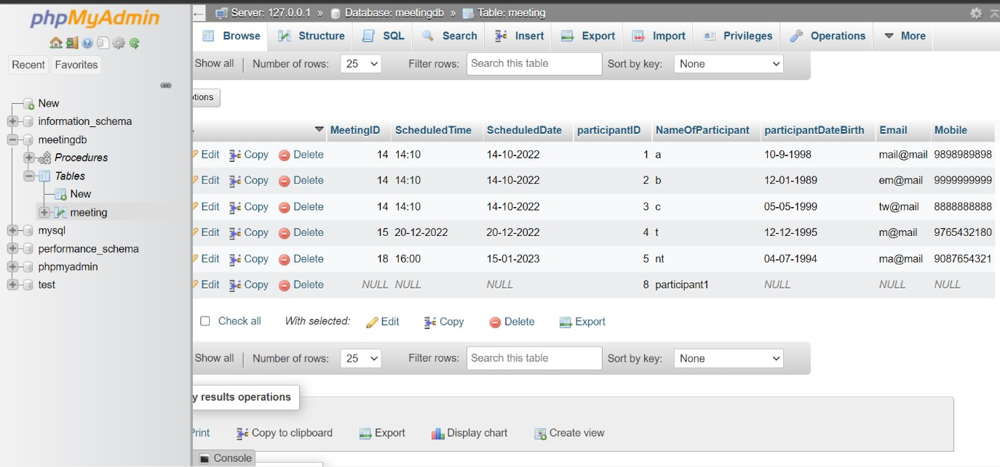 phpMyAdmin
Recent Favorites
New
information_schema
meetingdb
Procedures
Tables
New
meeting
mysql
performance_schema
phpmyadmin
test
← Server: 127.0.0.1 » Database: meetingdb » Table: meeting
Browse Structure SQL Search Insert Export Import Privileges Operations More
Show all | Number of rows: 25 Filter rows: Search this table Sort by key: None
tions
MeetingID ScheduledTime ScheduledDate participantID NameOfParticipant participantDateBirth Email Mobile
Edit Copy Delete 14 14:10 14-10-2022 1 a 10-9-1998 mail@mail 9898989898
Edit Copy Delete 14 14:10 14-10-2022 2 b 12-01-1989 em@mail 9999999999
Edit Copy Delete 14 14:10 14-10-2022 3 c 05-05-1999 tw@mail 8888888888
Edit Copy Delete 15 20-12-2022 20-12-2022 4 t 12-12-1995 m@mail 9765432180
Edit Copy Delete 18 16:00 15-01-2023 5 nt 04-07-1994 ma@mail 9087654321
Edit Copy Delete NULL NULL NULL 8 participant1 NULL NULL NULL
Check all With selected: Edit Copy Delete Export
Show all | Number of rows: 25 Filter rows: Search this table Sort by key: None
y results operations
Print Copy to clipboard Export Display chart Create view
Console